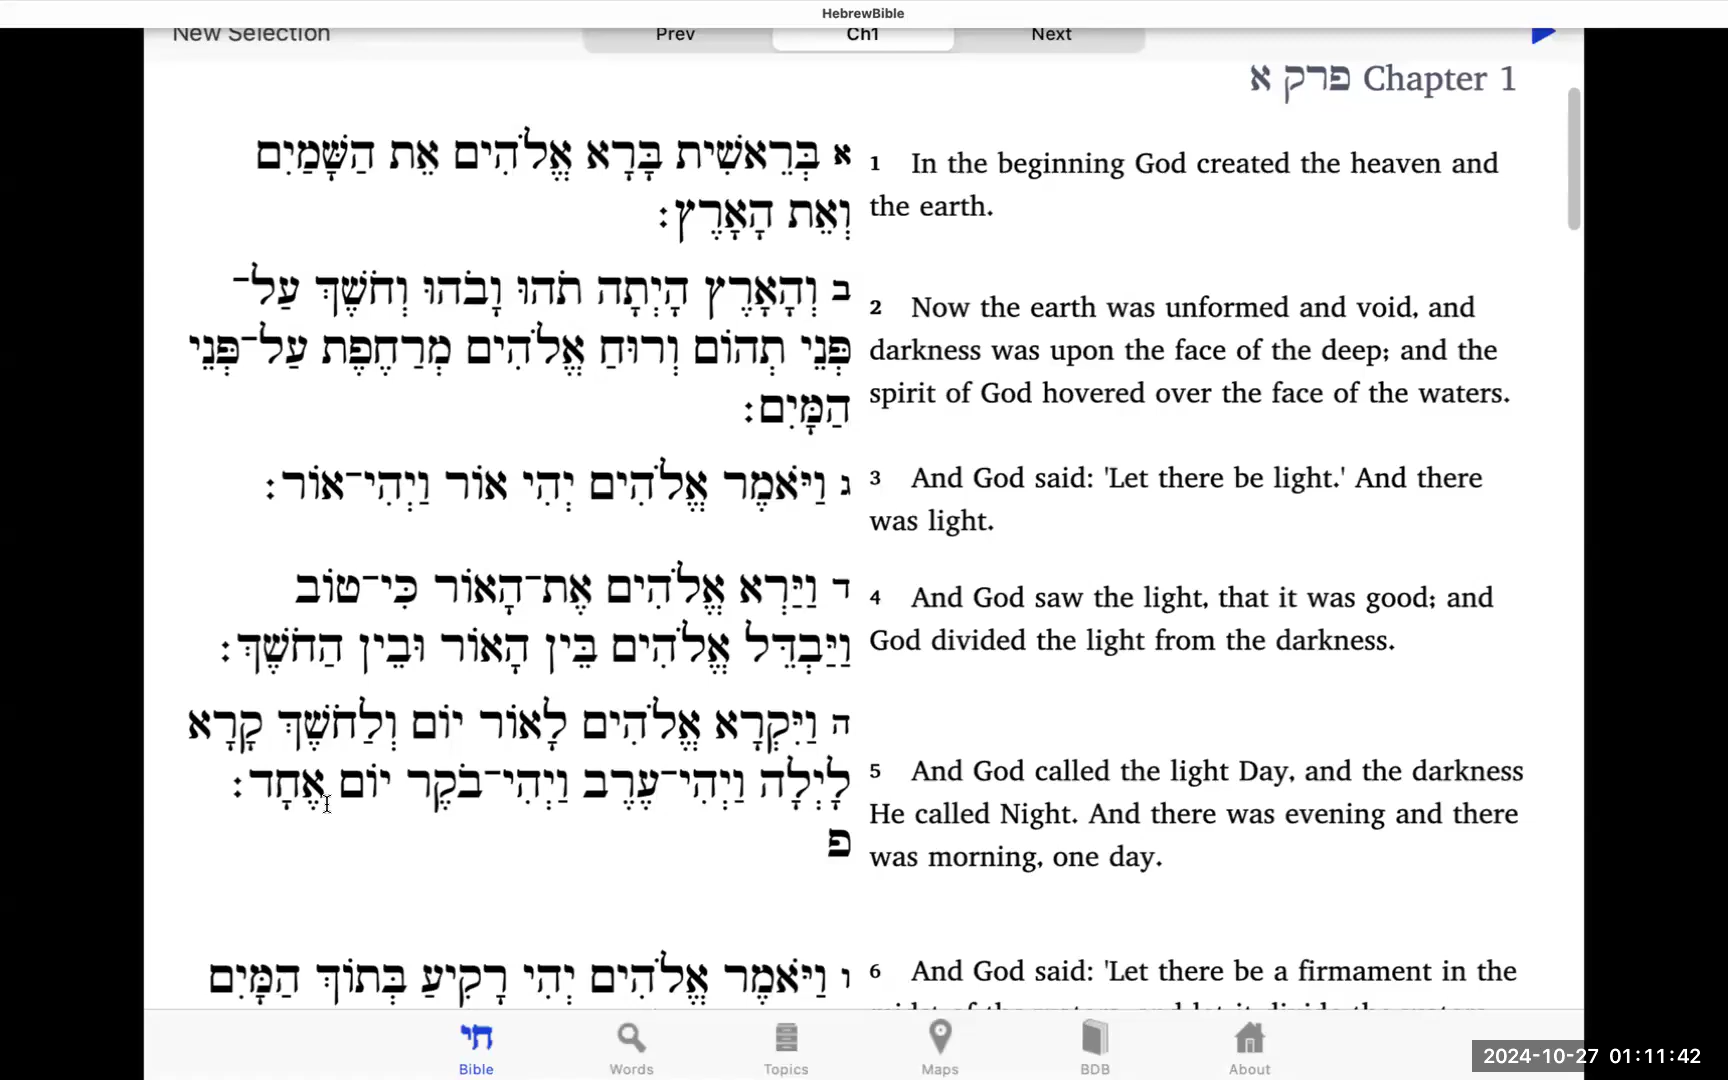 HebrewBible
New Selection
Prev
Ch1
Next
פרק א Chapter 1
א בְּרֵאשִׁית בָּרָא אֱלֹהִים אֵת הַשָּׁמַיִם
וְאֵת הָאָרֶץ׃
1 In the beginning God created the heaven and
the earth.
ב וְהָאָרֶץ הָיְתָה תֹהוּ וָבֹהוּ וְחֹשֶׁךְ עַל־
פְּנֵי תְהוֹם וְרוּחַ אֱלֹהִים מְרַחֶפֶת עַל־פְּנֵי
הַמָּיִם׃
2 Now the earth was unformed and void, and
darkness was upon the face of the deep; and the
spirit of God hovered over the face of the waters.
ג וַיֹּאמֶר אֱלֹהִים יְהִי אוֹר וַיְהִי־אוֹר׃
3 And God said: 'Let there be light.' And there
was light.
ד וַיַּרְא אֱלֹהִים אֶת־הָאוֹר כִּי־טוֹב
וַיַּבְדֵּל אֱלֹהִים בֵּין הָאוֹר וּבֵין הַחֹשֶׁךְ׃
4 And God saw the light, that it was good; and
God divided the light from the darkness.
ה וַיִּקְרָא אֱלֹהִים לָאוֹר יוֹם וְלַחֹשֶׁךְ קָרָא
לָיְלָה וַיְהִי־עֶרֶב וַיְהִי־בֹקֶר יוֹם אֶחָד׃
פ
5 And God called the light Day, and the darkness
He called Night. And there was evening and there
was morning, one day.
ו וַיֹּאמֶר אֱלֹהִים יְהִי רָקִיעַ בְּתוֹךְ הַמָּיִם
6 And God said: 'Let there be a firmament in the
חי
Bible
Words
Topics
Maps
BDB
About
2024-10-27 01:11:42